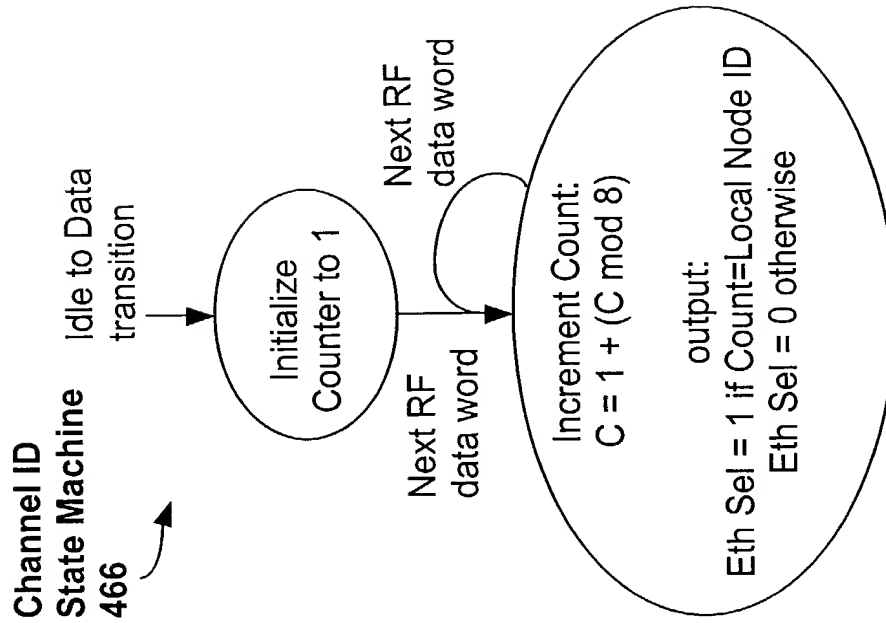 Channel ID
State Machine
466
Idle to Data
transition
Initialize
Counter to 1
Next RF
data word
Next RF
data word
Increment Count:
C = 1 + (C mod 8)
output:
Eth Sel = 1 if Count=Local Node ID
Eth Sel = 0 otherwise